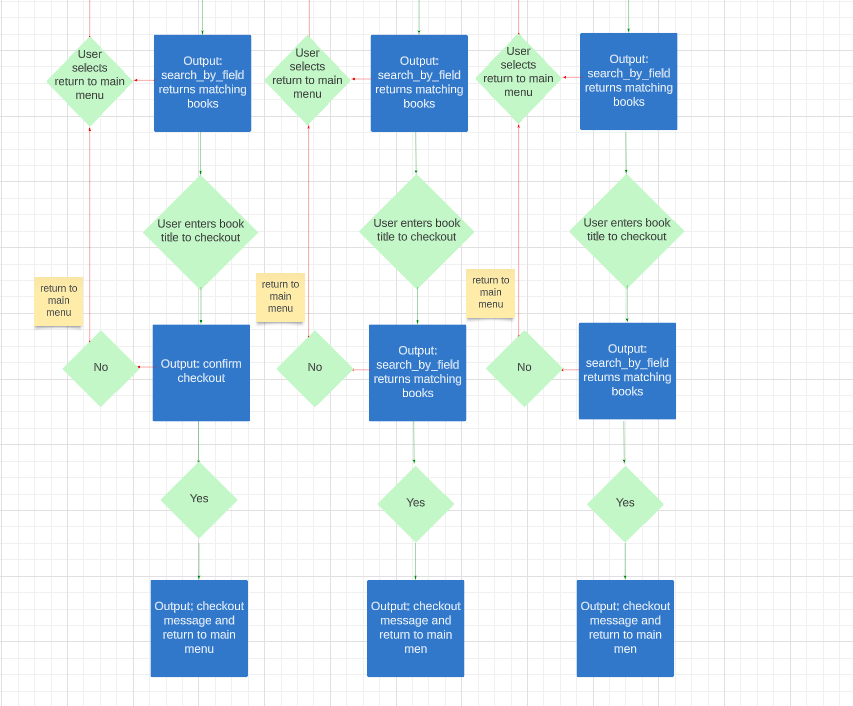 User
selects
return to main
menu
Output:
search_by_field
returns matching
books
User
selects
return to main
menu
Output:
search_by_field
returns matching
books
User
selects
return to main
menu
Output:
search_by_field
returns matching
books
User enters book
title to checkout
User enters book
title to checkout
User enters book
title to checkout
return to
main
menu
return to
main
menu
return to
main
menu
No
Output: confirm
checkout
No
Output:
search_by_field
returns matching
books
No
Output:
search_by_field
returns matching
books
Yes
Yes
Yes
Output; checkout
message and
return to main
menu
Output; checkout
message and
return to main
men
Output; checkout
message and
return to main
men